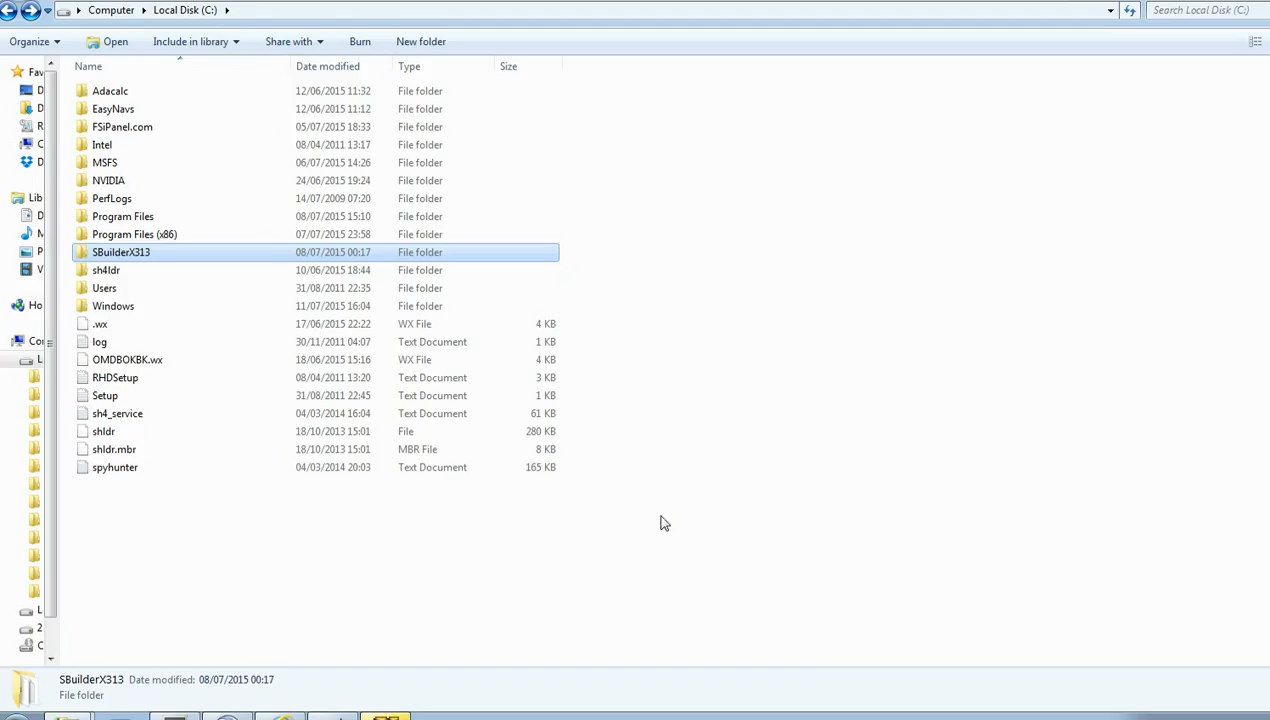 Computer Local Disk (C:) Search Local Disk (C:)
Organize Open Include in library Share with Burn New folder
Name Date modified Type Size
Fav
D
D
R
C
D
Lib
D
M
P
V
Ho
Con
L
L
2
C
Adacalc 12/06/2015 11:32 File folder
EasyNavs 12/06/2015 11:12 File folder
FSiPanel.com 05/07/2015 18:33 File folder
Intel 08/04/2011 13:17 File folder
MSFS 06/07/2015 14:26 File folder
NVIDIA 24/06/2015 19:24 File folder
PerfLogs 14/07/2009 07:20 File folder
Program Files 08/07/2015 15:10 File folder
Program Files (x86) 07/07/2015 23:58 File folder
SBuilderX313 08/07/2015 00:17 File folder
sh4ldr 10/06/2015 18:44 File folder
Users 31/08/2011 22:35 File folder
Windows 11/07/2015 16:04 File folder
.wx 17/06/2015 22:22 WX File 4 KB
log 30/11/2011 04:07 Text Document 1 KB
OMDBOKBK.wx 18/06/2015 15:16 WX File 4 KB
RHDSetup 08/04/2011 13:20 Text Document 3 KB
Setup 31/08/2011 22:45 Text Document 1 KB
sh4_service 04/03/2014 16:04 Text Document 61 KB
shldr 18/10/2013 15:01 File 280 KB
shldr.mbr 18/10/2013 15:01 MBR File 8 KB
spyhunter 04/03/2014 20:03 Text Document 165 KB
SBuilderX313 Date modified: 08/07/2015 00:17
File folder